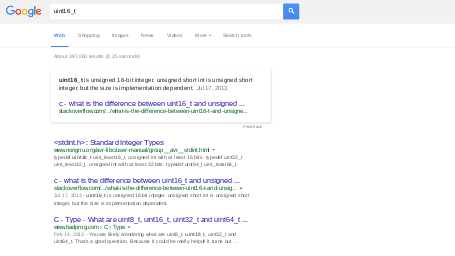 Google uint16_t
Web Shopping Images News Videos More Search tools
About 397,000 results (0.25 seconds)
uint16_t is unsigned 16-bit integer. unsigned short int is unsigned short
integer, but the size is implementation dependent. Jul 17, 2013
c - what is the difference between uint16_t and unsigned ....
stackoverflow.com/.../what-is-the-difference-between-uint16-t-and-unsigne...
Feedback
<stdint.h>: Standard Integer Types
www.nongnu.org/avr-libc/user-manual/group__avr__stdint.html
typedef uint16_t uint_least16_t. unsigned int with at least 16 bits. typedef uint32_t
uint_least32_t. unsigned int with at least 32 bits. typedef uint64_t uint_least64_t.
c - what is the difference between uint16_t and unsigned ....
stackoverflow.com/.../what-is-the-difference-between-uint16-t-and-unsig...
Jul 17, 2013 - uint16_t is unsigned 16-bit integer. unsigned short int is unsigned short
integer, but the size is implementation dependent.
C - Type - What are uint8_t, uint16_t, uint32_t and uint64_t ....
www.badprog.com › C › Type
Feb 14, 2012 - You are likely wondering what are uint8_t, uint16_t, uint32_t and
uint64_t. That's a good question. Because it could be really helpful! It turns out ...